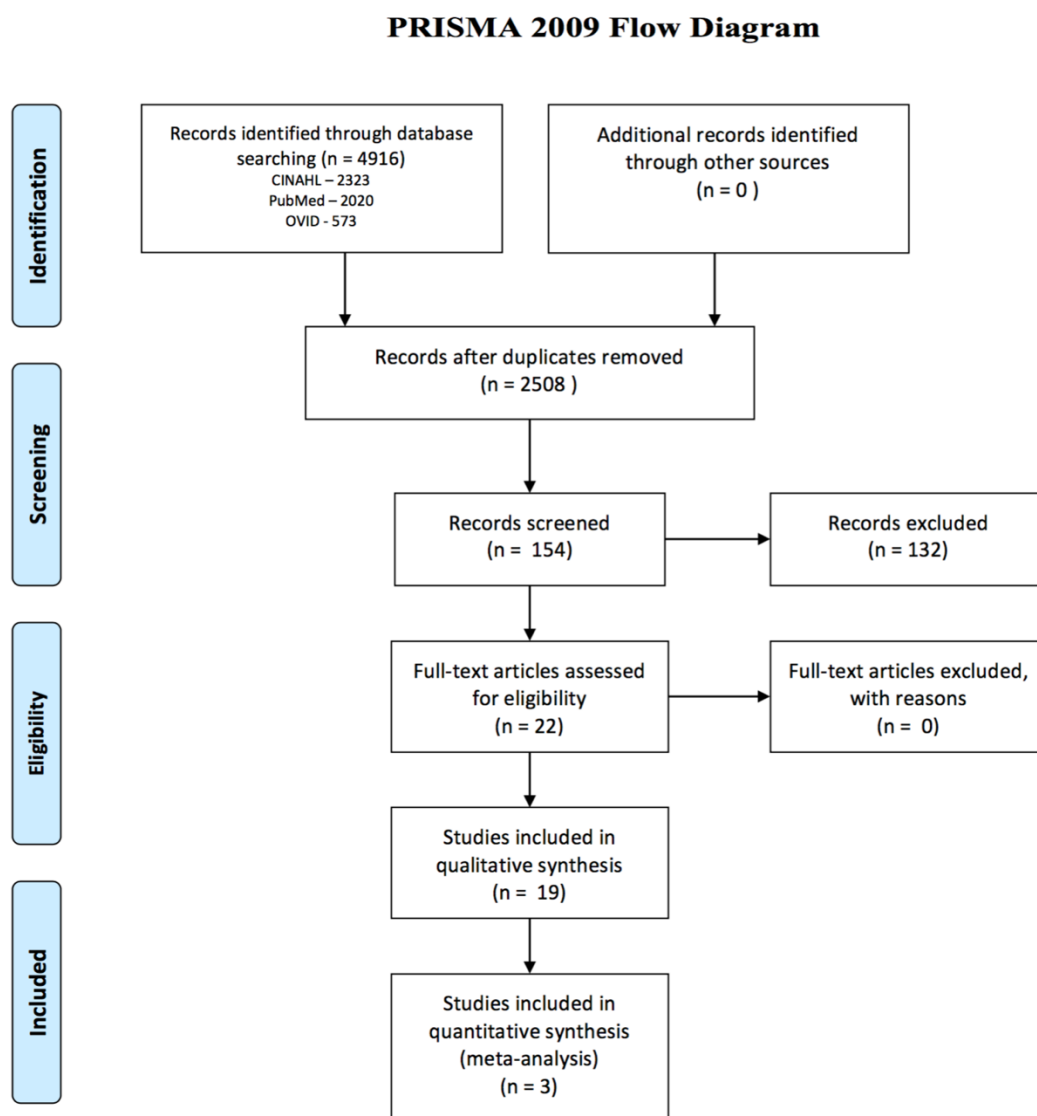 PRISMA 2009 Flow Diagram
Identification
Records identified through database
searching (n = 4916)
CINAHL – 2323
PubMed – 2020
OVID - 573
Additional records identified
through other sources
(n = 0 )
Records after duplicates removed
(n = 2508 )
Screening
Records screened
(n = 154)
Records excluded
(n = 132)
Eligibility
Full-text articles assessed
for eligibility
(n = 22)
Full-text articles excluded,
with reasons
(n = 0)
Studies included in
qualitative synthesis
(n = 19)
Included
Studies included in
quantitative synthesis
(meta-analysis)
(n = 3)